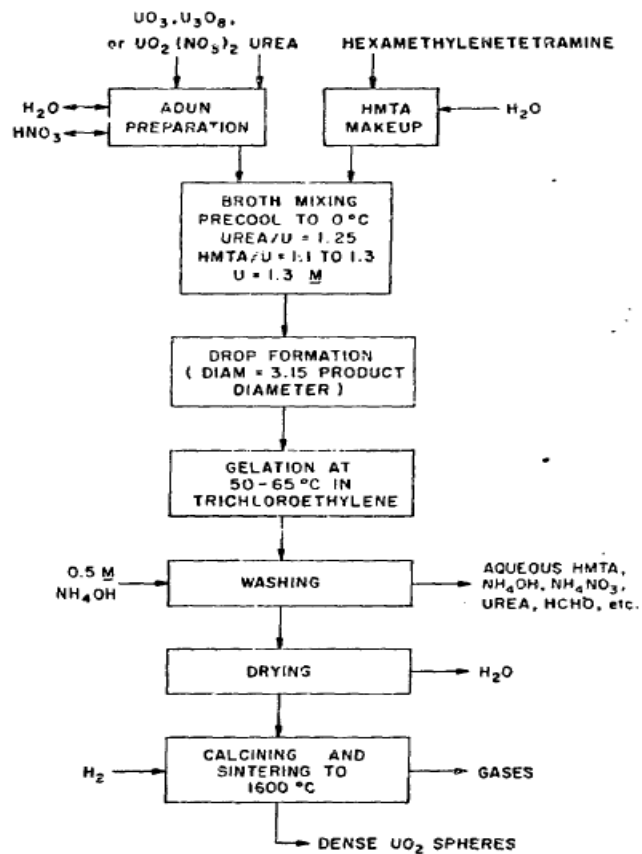 UO3, U3O8,
or UO2(NO3)2 UREA
HEXAMETHYLENETETRAMINE
H2O
HNO3
ADUN
PREPARATION
HMTA
MAKEUP
H2O
BROTH MIXING
PRECOOL TO 0°C
UREA/U = 1.25
HMTA/U = 1.1 TO 1.3
U = 1.3 M
DROP FORMATION
( DIAM = 3.15 PRODUCT
DIAMETER )
GELATION AT
50-65°C IN
TRICHLOROETHYLENE
0.5 M
NH4OH
WASHING
AQUEOUS HMTA,
NH4OH, NH4NO3,
UREA, HCHO, etc.
DRYING
H2O
H2
CALCINING AND
SINTERING TO
1600 °C
GASES
DENSE UO2 SPHERES